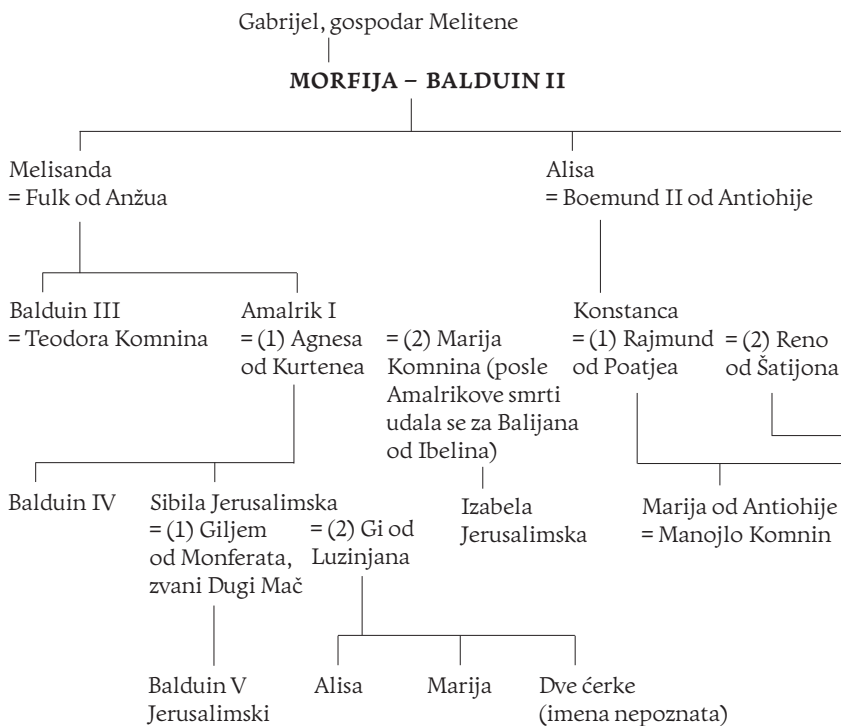 Gabrijel, gospodar Melitene
MORFIJA – BALDUIN II
Melisanda
= Fulk od Anžua
Alisa
= Boemund II od Antiohije
Balduin III
= Teodora Komnina
Amalrik I
= (1) Agnesa
od Kurtenea
= (2) Marija
Komnina (posle
Amalrikove smrti
udala se za Balijana
od Ibelina)
Konstanca
= (1) Rajmund
od Poatjea
= (2) Reno
od Šatijona
Balduin IV
Sibila Jerusalimska
= (1) Giljem
od Monferata,
zvani Dugi Mač
= (2) Gi od
Luzinjana
Izabela
Jerusalimska
Marija od Antiohije
= Manojlo Komnin
Balduin V
Jerusalimski
Alisa
Marija
Dve ćerke
(imena nepoznata)